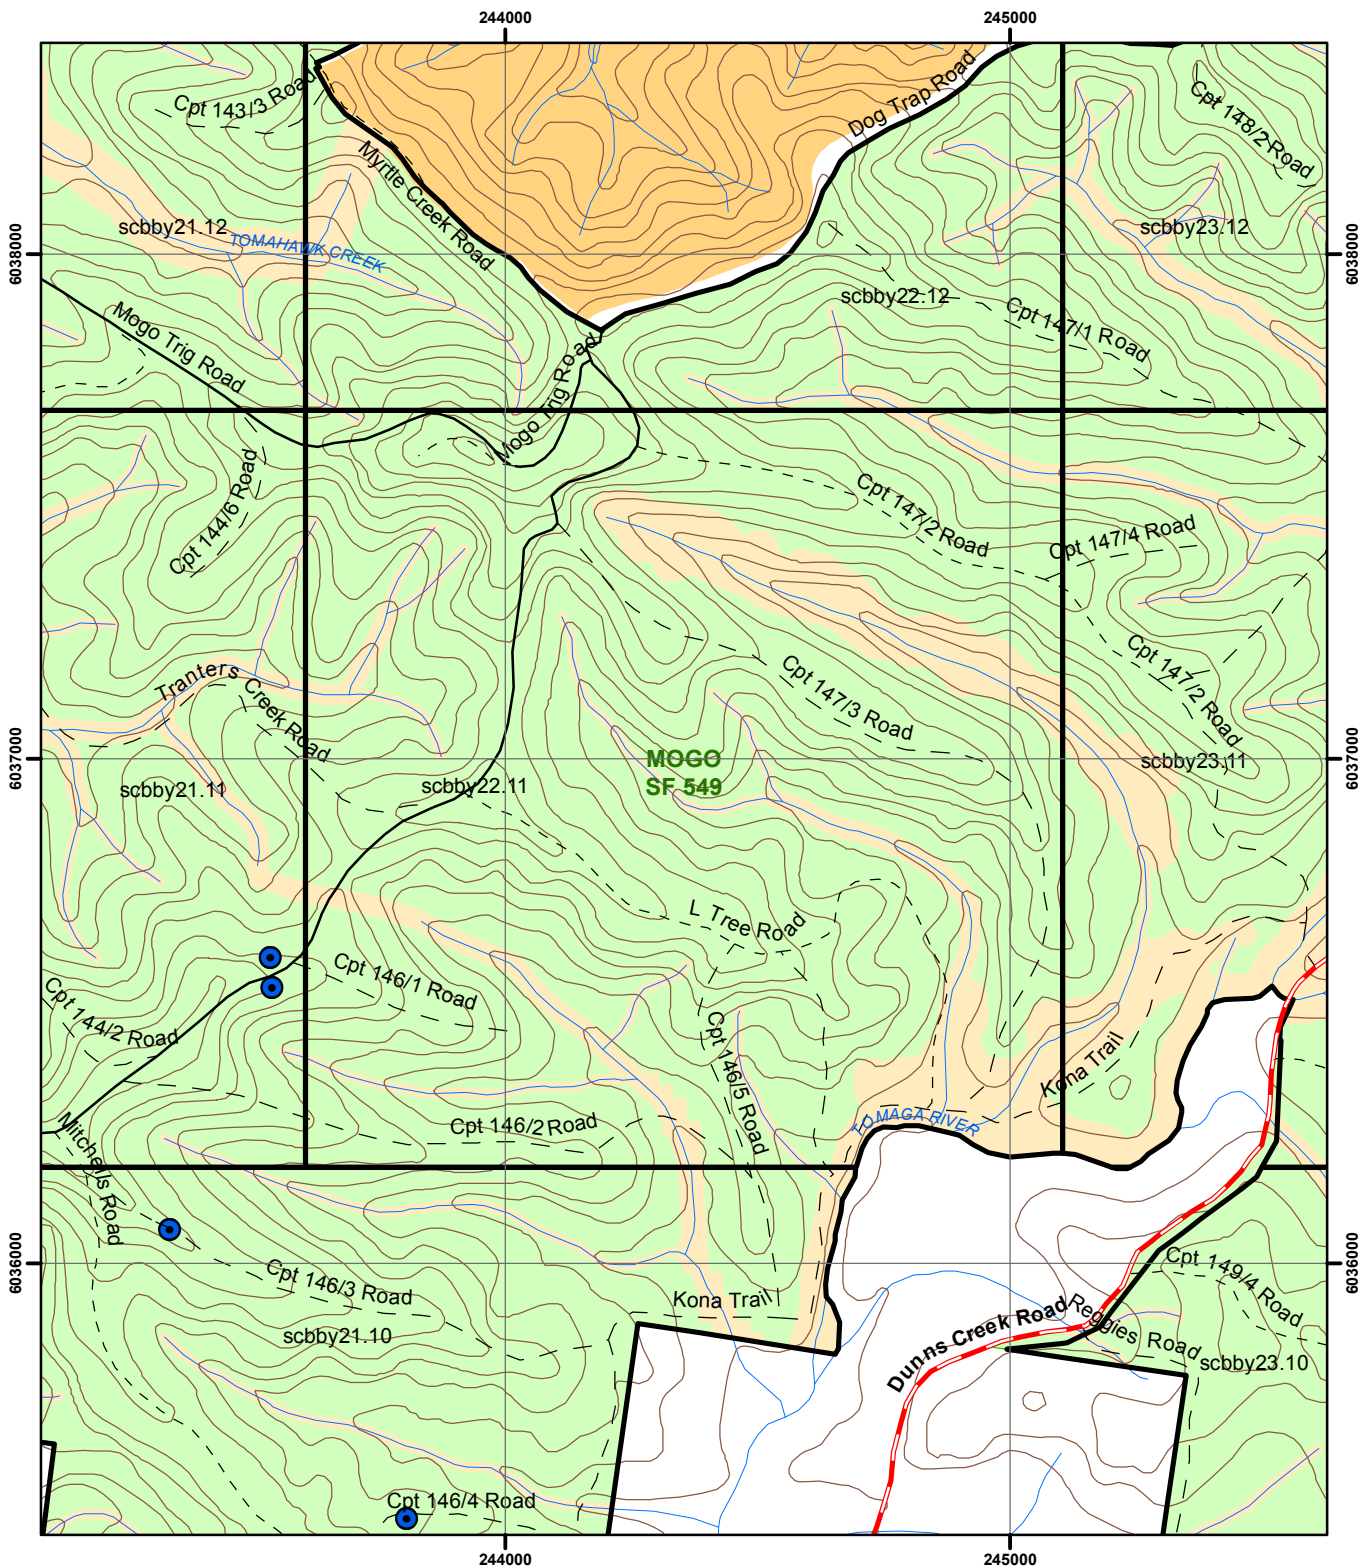 244000
245000
Cpt 143/3 Road
Dog Trap Road
Cpt 148/2 Road
Myrtle Creek Road
scbby21.12
TOMAHAWK CREEK
scbby23.12
6038000
6038000
scbby22.12
Mogo Trig Road
Cpt 147/1 Road
Mogo Trig Road
Cpt 144/6 Road
Cpt 147/2 Road
Cpt 147/4 Road
Tranters Creek Road
Cpt 147/3 Road
Cpt 147/2 Road
6037000
6037000
MOGO
SF 549
scbby23.11
scbby21.11
scbby22.11
L Tree Road
Cpt 146/1 Road
Cpt 144/2 Road
Cpt 146/5 Road
Kona Trail
TOMAGA RIVER
Cpt 146/2 Road
Mitchells Road
6036000
6036000
Cpt 146/3 Road
Kona Trail
Cpt 149/4 Road
Dunns Creek Road
Reggies Road
scbby21.10
scbby23.10
Cpt 146/4 Road
244000
245000